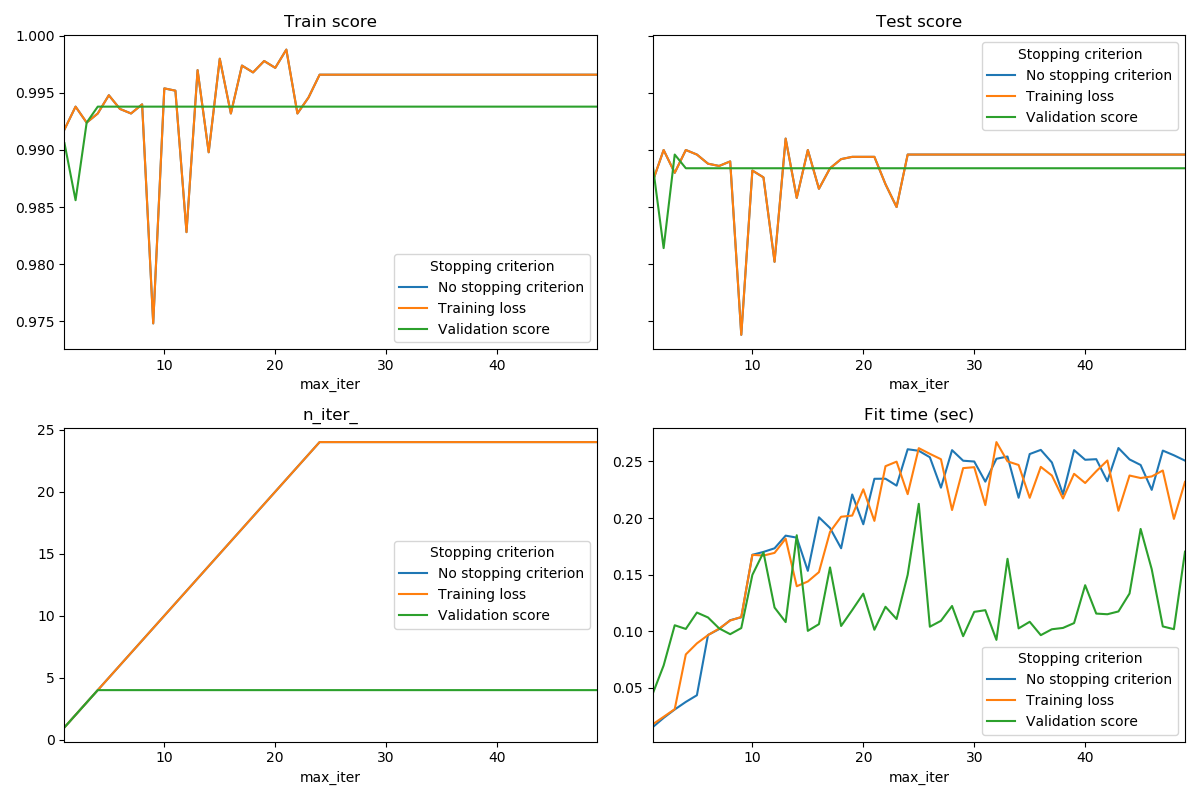 Train score
1.000
0.995
0.990
0.985
0.980
0.975
Stopping criterion
No stopping criterion
Training loss
Validation score
10
20
30
40
max_iter
Test score
Stopping criterion
No stopping criterion
Training loss
Validation score
10
20
30
40
max_iter
n_iter_
25
20
15
10
5
0
Stopping criterion
No stopping criterion
Training loss
Validation score
10
20
30
40
max_iter
Fit time (sec)
0.25
0.20
0.15
0.10
0.05
Stopping criterion
No stopping criterion
Training loss
Validation score
10
20
30
40
max_iter